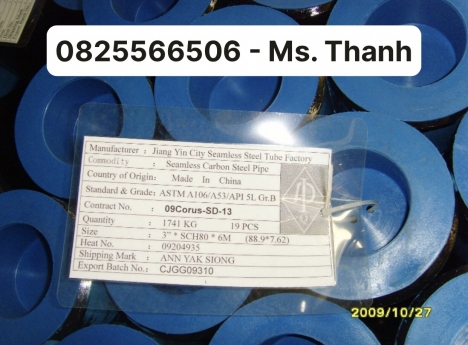 0825566506 - Ms. Thanh
Manufacturer : Jiang Yin City Seamless Steel Tube Factory
Commodity : Seamless Carbon Steel Pipe
Country of Origin: Made In China
Standard & Grade: ASTM A106/A53/API 5L Gr.B
Contract No. : 09Corus-SD-13
Quantity : 1741 KG 19 PCS
Size : 3" * SCH80 * 6M (88.9*7.62)
Heat No. : 09204935
Shipping Mark : ANN YAK SIONG
Export Batch No.: CJGG09310
2009/10/27